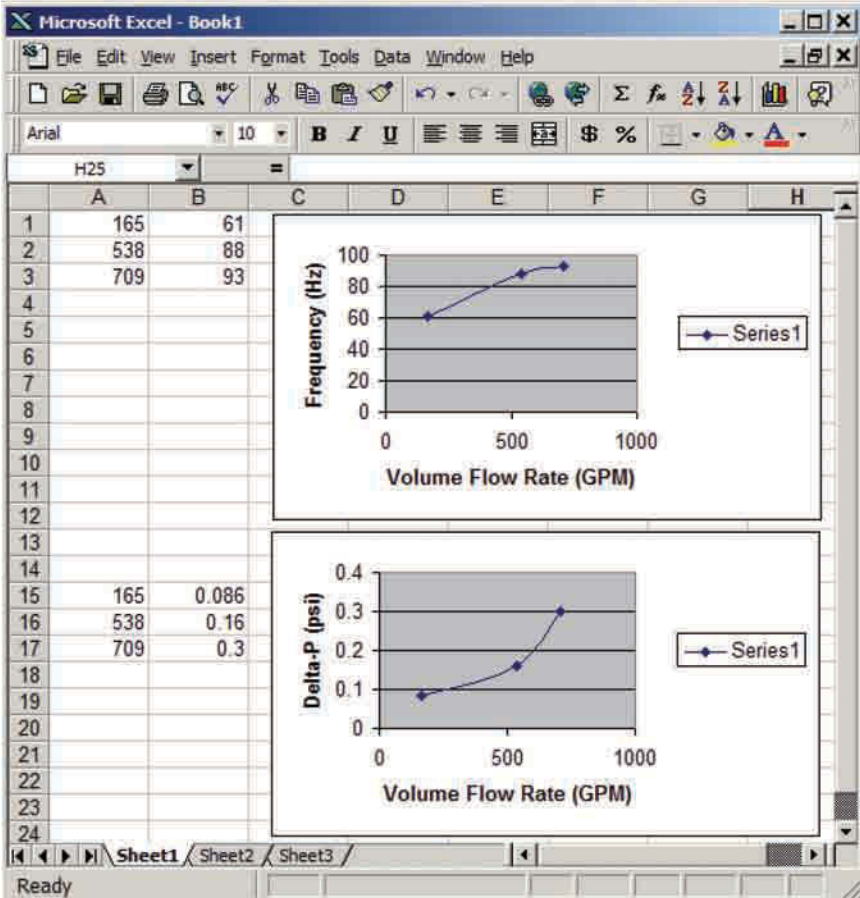 Microsoft Excel - Book1
File Edit View Insert Format Tools Data Window Help
ABC Σ fx A Z Z A ?
Arial 10 B I U a $ % A
H25 =
A B C D E F G H
1 165 61
2 538 88
3 709 93
4
5
6
7
8
9
10
11
12
13
14
15 165 0.086
16 538 0.16
17 709 0.3
18
19
20
21
22
23
24
100
80
60
40
20
0
Frequency (Hz)
0 500 1000
Volume Flow Rate (GPM)
Series1
0.4
0.3
0.2
0.1
0
Delta-P (psi)
0 500 1000
Volume Flow Rate (GPM)
Series1
Sheet1 Sheet2 Sheet3
Ready